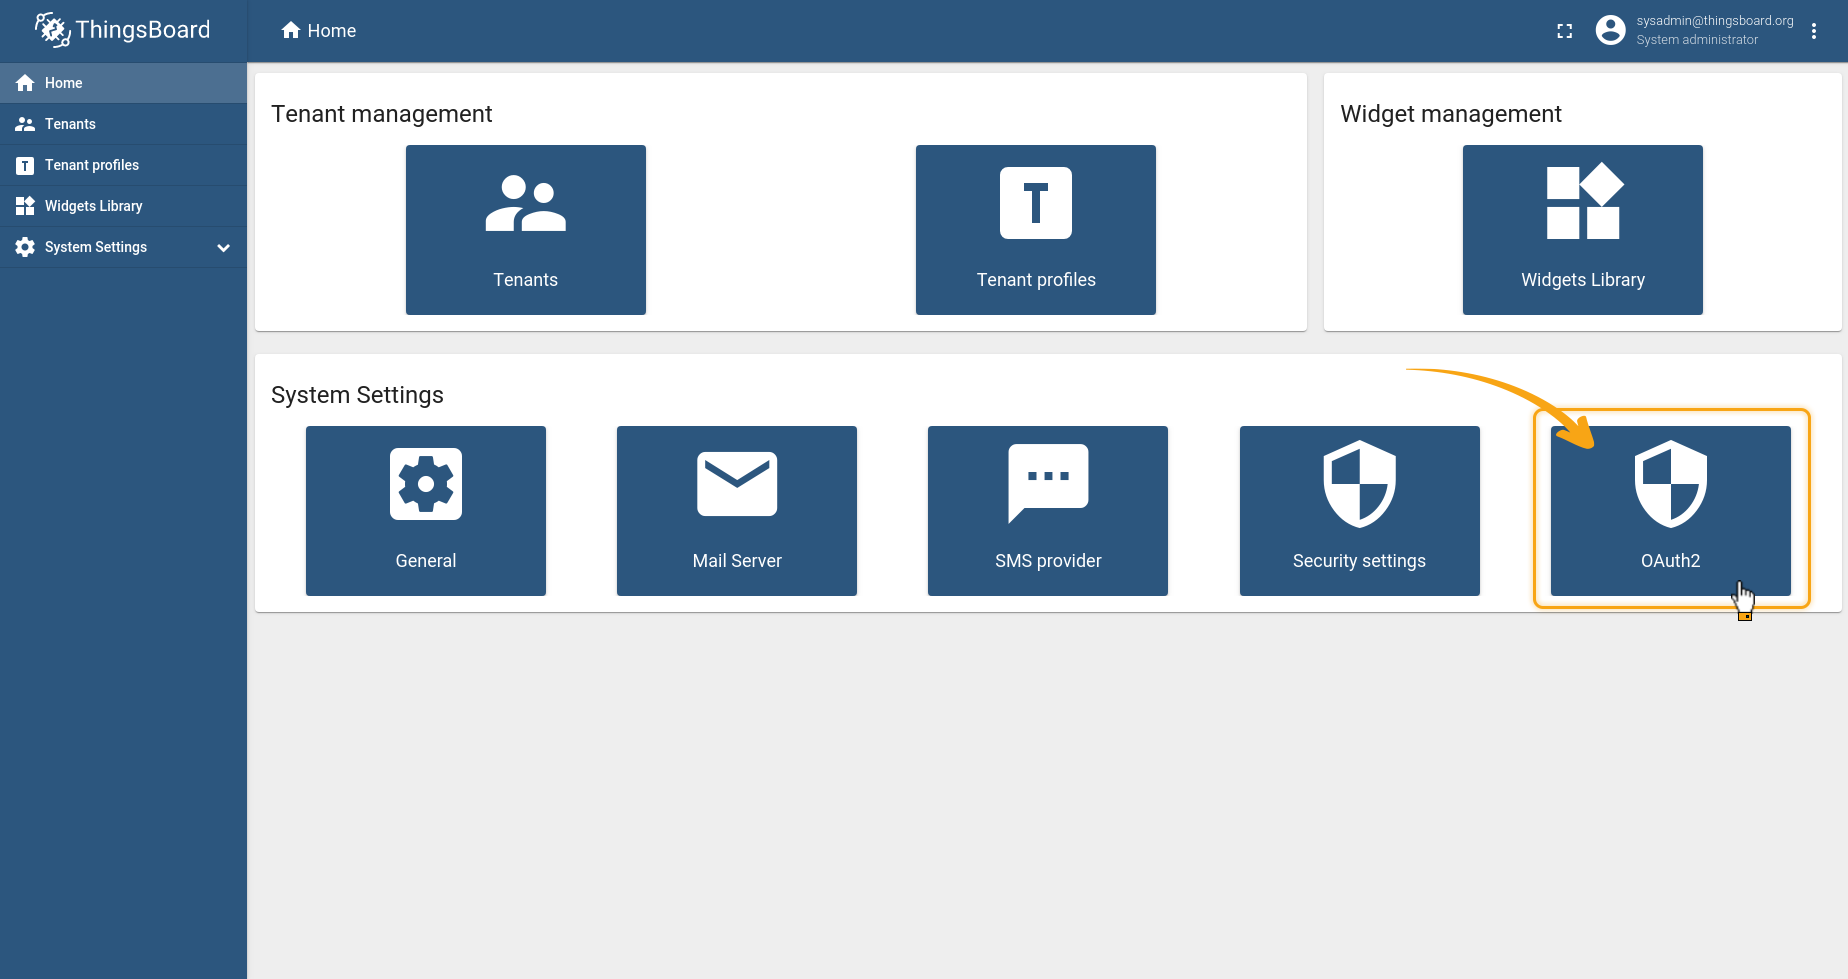 ThingsBoard
Home
sysadmin@thingsboard.org
System administrator
Home
Tenants
Tenant profiles
Widgets Library
System Settings
Tenant management
Tenants
Tenant profiles
Widget management
Widgets Library
System Settings
General
Mail Server
SMS provider
Security settings
OAuth2